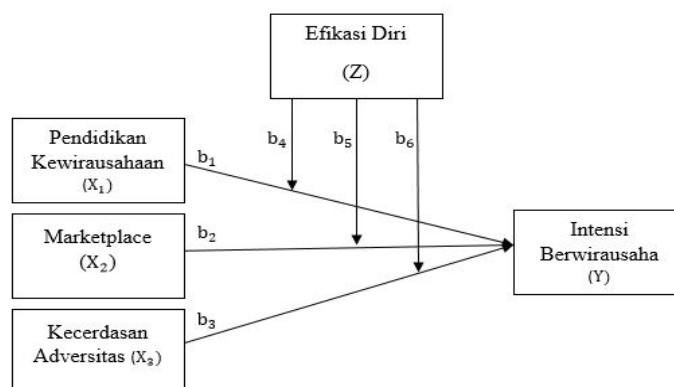 Efikasi Diri
(Z)
Pendidikan
Kewirausahaan
(X₁)
b₄
b₅
b₆
b₁
Marketplace
(X₂)
b₂
Intensi
Berwirausaha
(Y)
Kecerdasan
Adversitas (X₃)
b₃